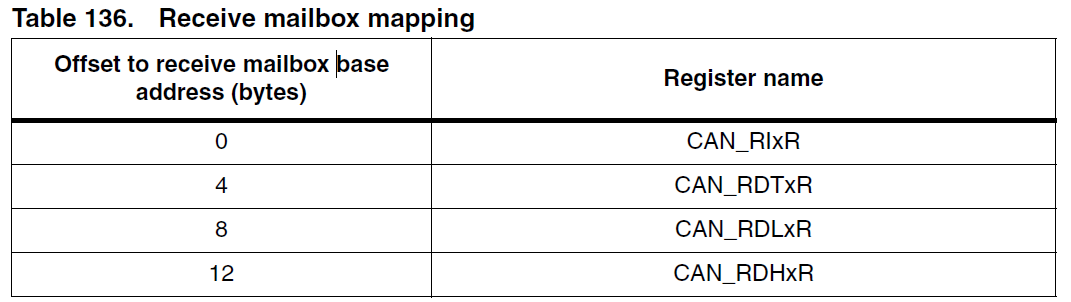 Table 136. Receive mailbox mapping
Offset to receive mailbox base
address (bytes)
Register name
0 CAN_RIxR
4 CAN_RDTxR
8 CAN_RDLxR
12 CAN_RDHxR